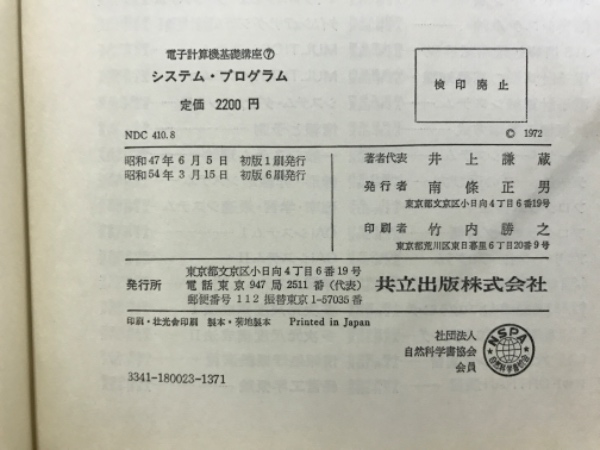 電子計算機基礎講座⑦
システム・プログラム
定価 2200 円
検印廃止
NDC 410.8
© 1972
昭和47年6月5日 初版1刷発行
昭和54年3月15日 初版6刷発行
著者代表 井上謙蔵
発行者 南條正男
東京都文京区小日向4丁目6番19号
印刷者 竹内勝之
東京都荒川区東日暮里6丁目20番9号
発行所
東京都文京区小日向4丁目6番19号
電話東京947局2511番(代表)
郵便番号112 振替東京1-57035番
共立出版株式会社
印刷・壮光舎印刷 製本・菊地製本 Printed in Japan
社団法人
自然科学書協会
会員
NSPA
自然科学書協会
3341-180023-1371